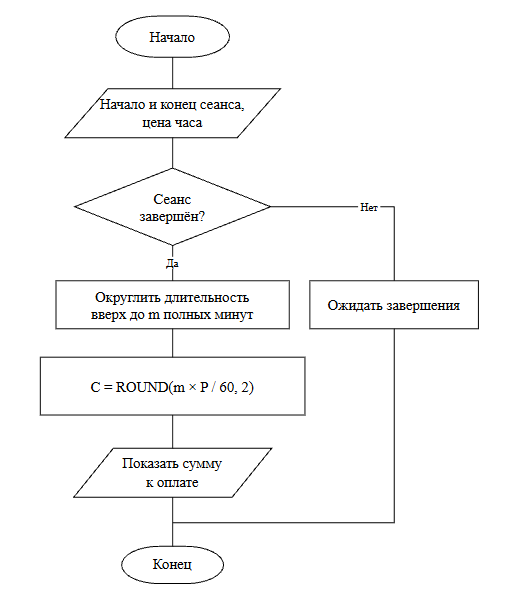 Начало
Начало и конец сеанса,
цена часа
Сеанс
завершён?
Нет
Да
Округлить длительность
вверх до m полных минут
Ожидать завершения
C = ROUND(m × P / 60, 2)
Показать сумму
к оплате
Конец